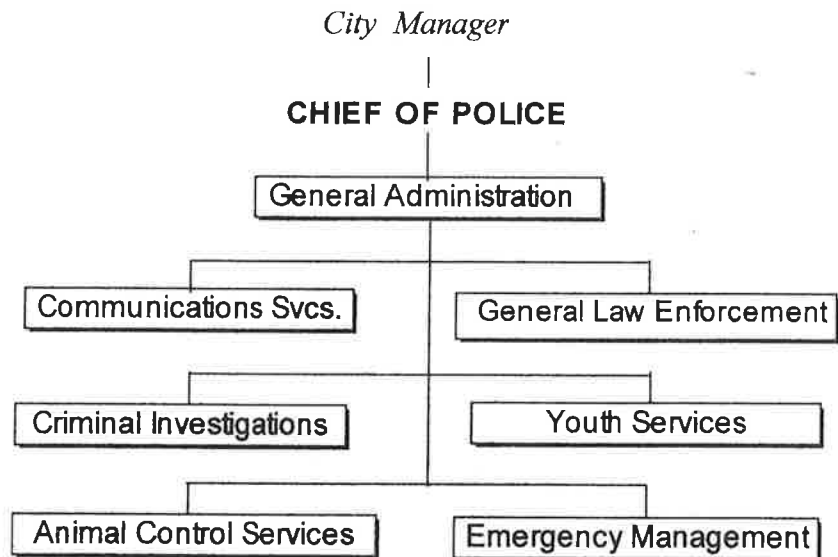 City Manager
CHIEF OF POLICE
General Administration
Communications Svcs.
General Law Enforcement
Criminal Investigations
Youth Services
Animal Control Services
Emergency Management